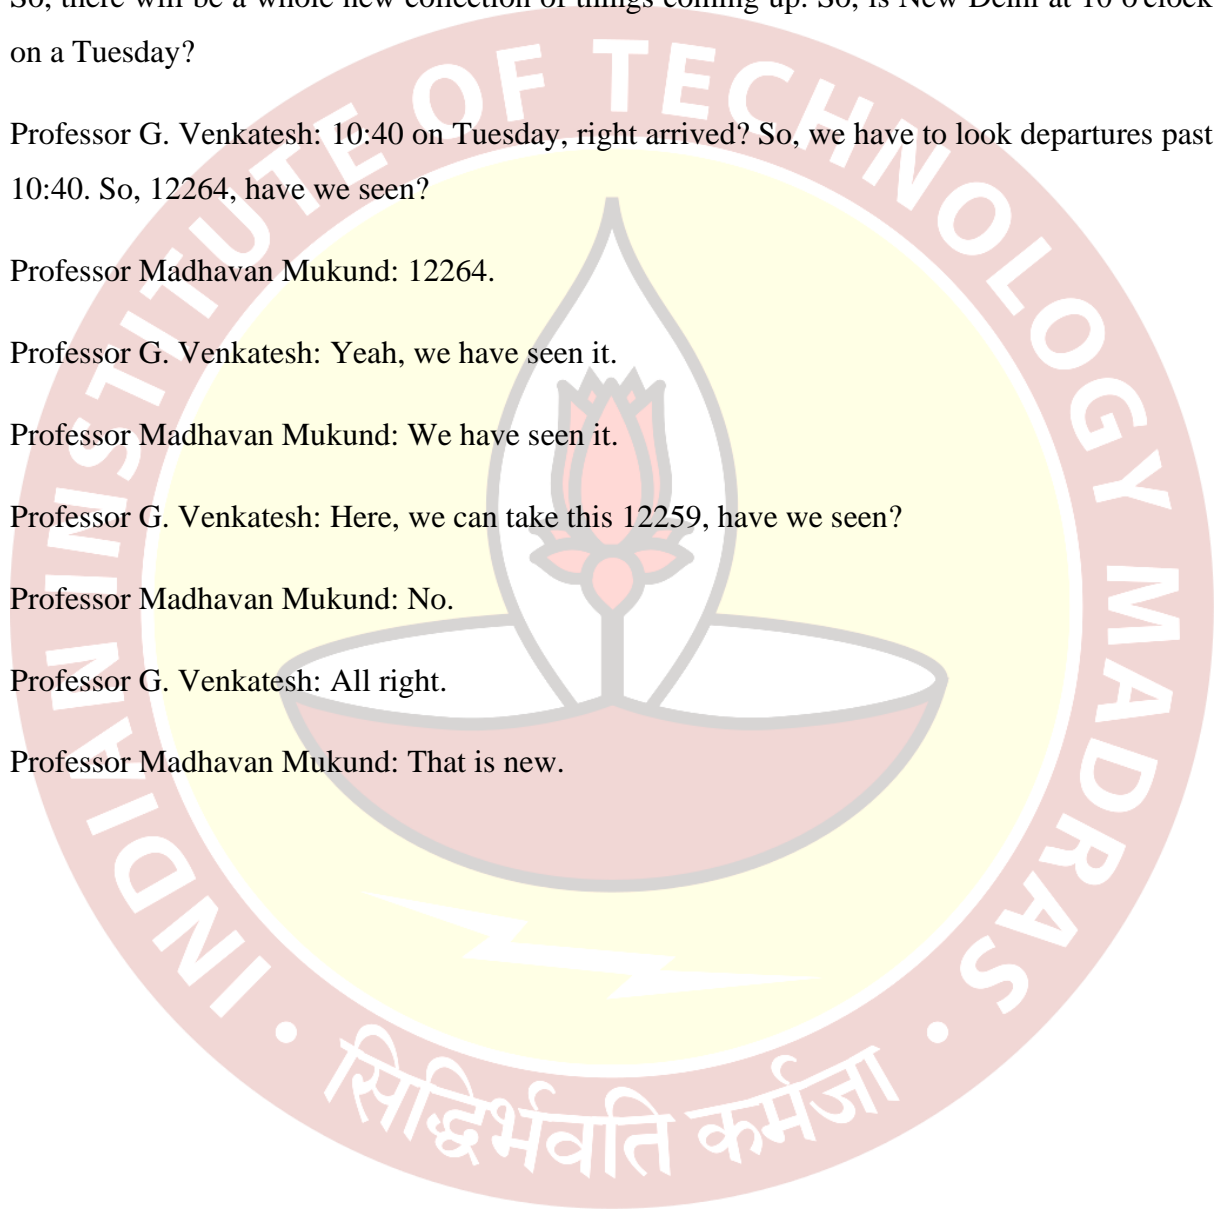 So, there will be a whole new collection of things coming up. So, is New Delhi at 10 o'clock
on a Tuesday?
Professor G. Venkatesh: 10:40 on Tuesday, right arrived? So, we have to look departures past
10:40. So, 12264, have we seen?
Professor Madhavan Mukund: 12264.
Professor G. Venkatesh: Yeah, we have seen it.
Professor Madhavan Mukund: We have seen it.
Professor G. Venkatesh: Here, we can take this 12259, have we seen?
Professor Madhavan Mukund: No.
Professor G. Venkatesh: All right.
Professor Madhavan Mukund: That is new.
INDIAN INSTITUTE OF TECHNOLOGY MADRAS
सिद्धिर्भवति कर्मजा